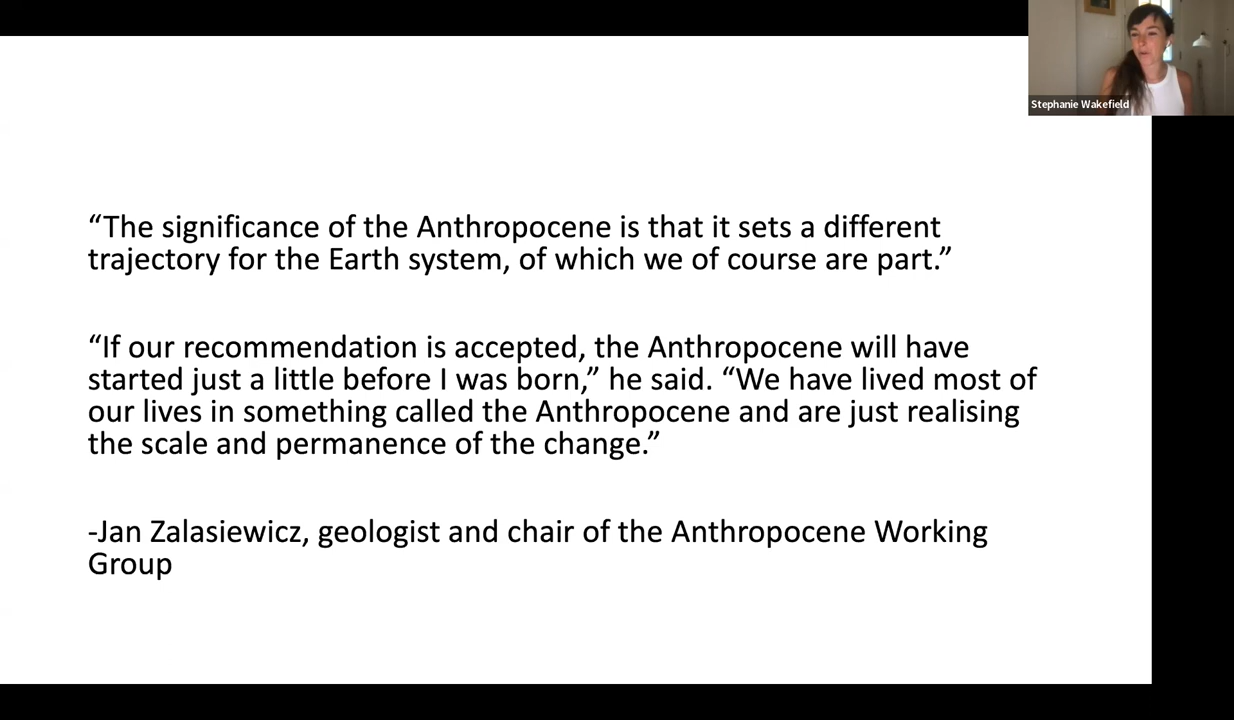 Stephanie Wakefield
“The significance of the Anthropocene is that it sets a different
trajectory for the Earth system, of which we of course are part.”
“If our recommendation is accepted, the Anthropocene will have
started just a little before I was born,” he said. “We have lived most of
our lives in something called the Anthropocene and are just realising
the scale and permanence of the change.”
-Jan Zalasiewicz, geologist and chair of the Anthropocene Working
Group